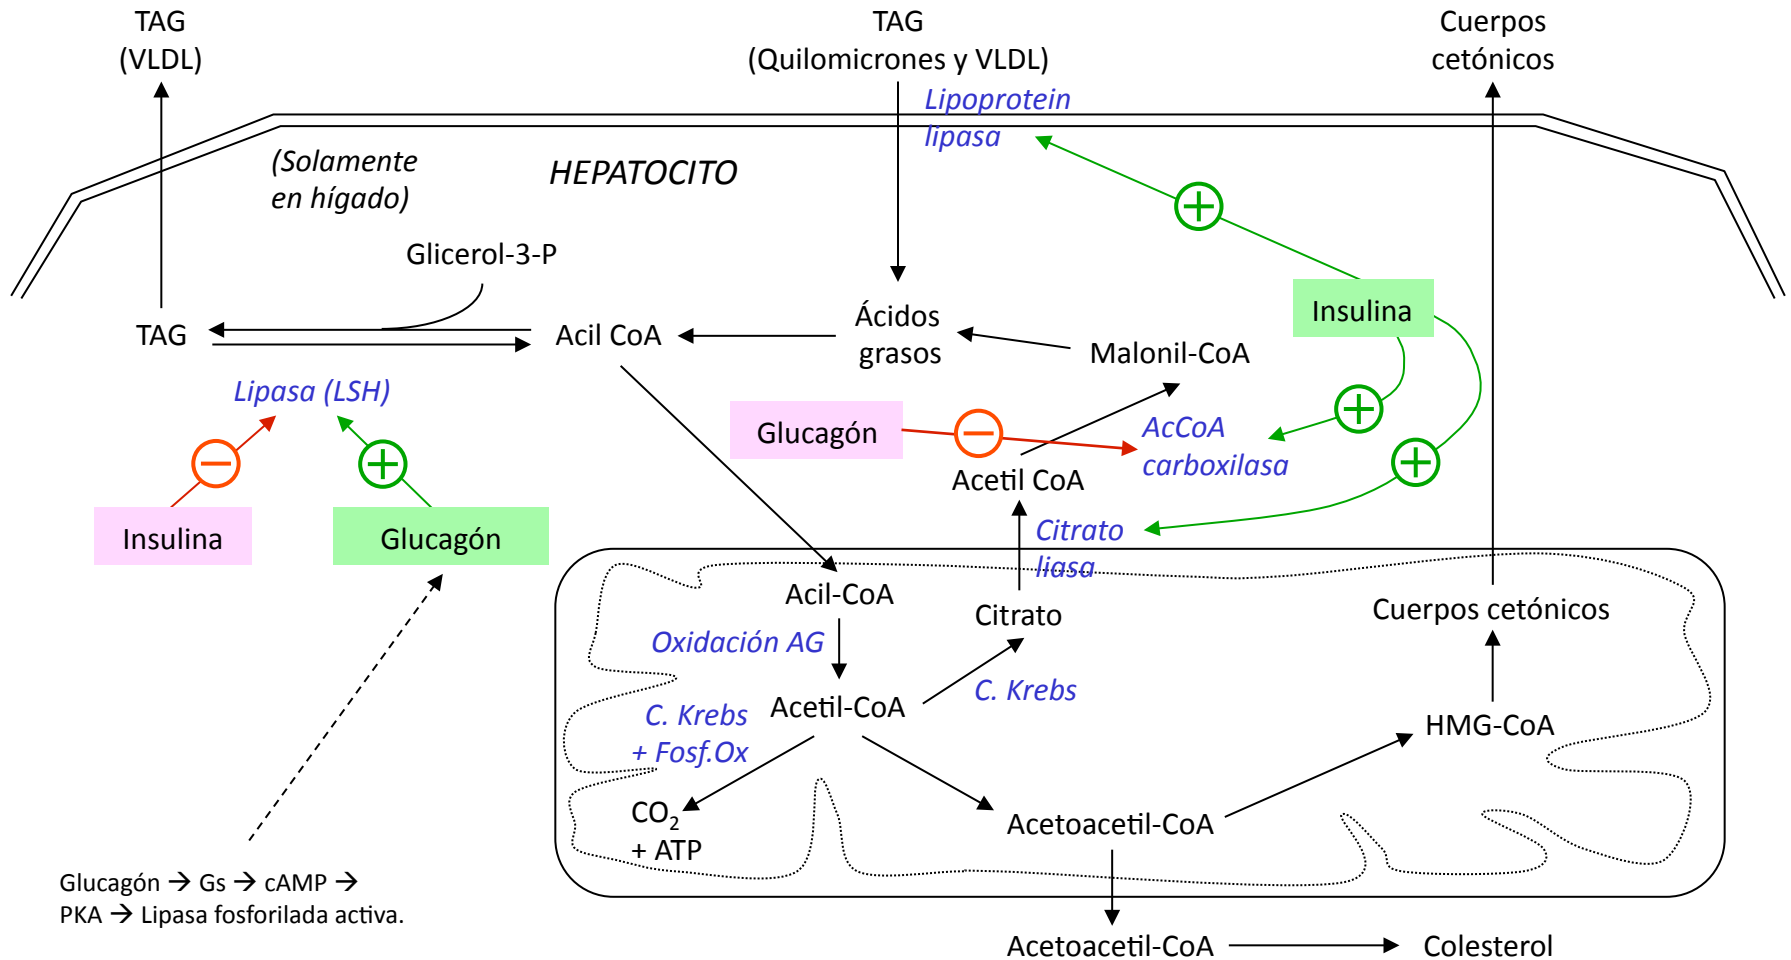 TAG
(VLDL)
TAG
(Quilomicrones y VLDL)
Cuerpos
cetónicos
Lipoprotein
lipasa
(Solamente
en hígado)
HEPATOCITO
Glicerol-3-P
Insulina
TAG
Acil CoA
Ácidos
grasos
Malonil-CoA
Lipasa (LSH)
Glucagón
AcCoA
carboxilasa
Acetil CoA
Insulina
Glucagón
Citrato
liasa
Acil-CoA
Citrato
Cuerpos cetónicos
Oxidación AG
Acetil-CoA
C. Krebs
C. Krebs
+ Fosf.Ox
HMG-CoA
CO2
+ ATP
Acetoacetil-CoA
Glucagón → Gs → cAMP →
PKA → Lipasa fosforilada activa.
Acetoacetil-CoA
Colesterol